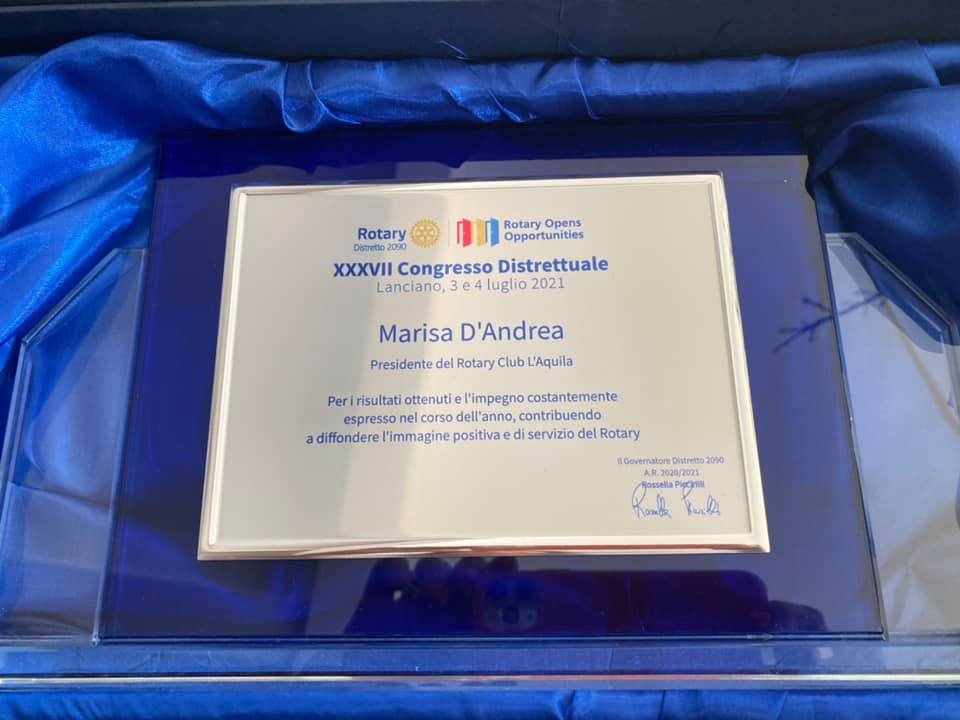 Rotary
Distretto 2090
Rotary Opens
Opportunities
XXXVII Congresso Distrettuale
Lanciano, 3 e 4 luglio 2021
Marisa D'Andrea
Presidente del Rotary Club L'Aquila
Per i risultati ottenuti e l'impegno costantemente
espresso nel corso dell'anno, contribuendo
a diffondere l'immagine positiva e di servizio del Rotary
Il Governatore Distretto 2090
A.R. 2020/2021
Rossella Piccirilli